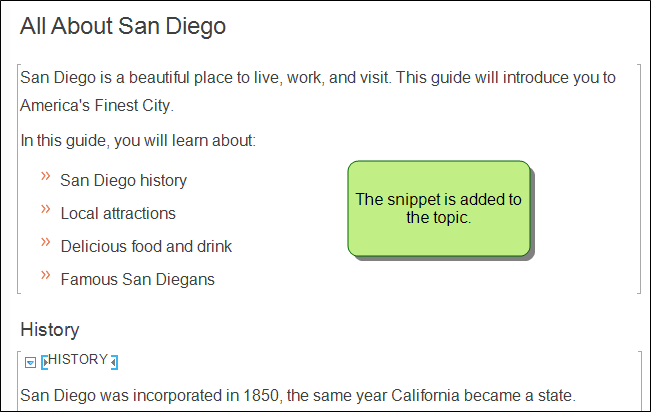 All About San Diego
San Diego is a beautiful place to live, work, and visit. This guide will introduce you to
America's Finest City.
In this guide, you will learn about:
San Diego history
Local attractions
Delicious food and drink
Famous San Diegans
The snippet is added to
the topic.
History
HISTORY
San Diego was incorporated in 1850, the same year California became a state.